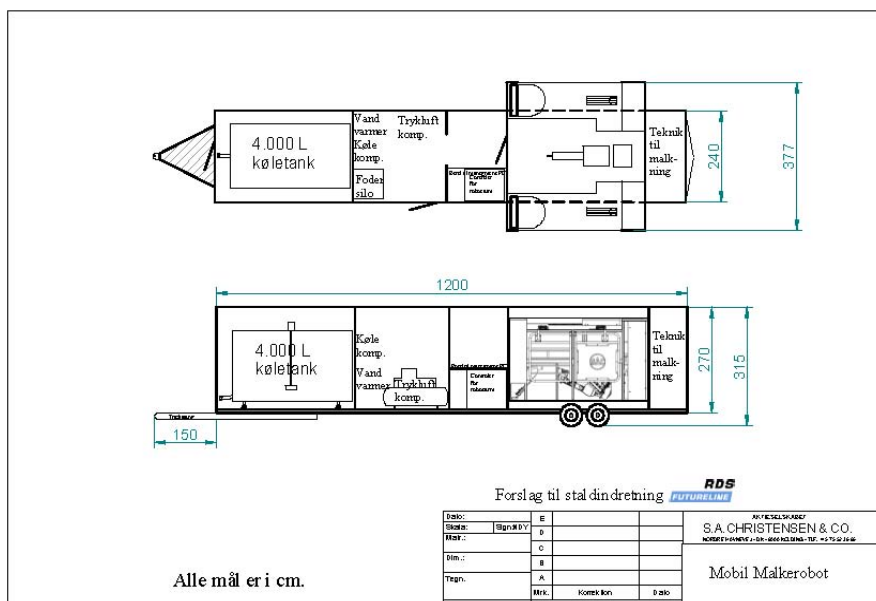 Vand
varmer
Køle
komp.
Trykluft
komp.
4.000 L
køletank
Foder
silo
Teknik
til
malk-
ning
240
377
1200
4.000 L
køletank
Køle
komp.
Vand
varmer
Trykluft
komp.
Teknik
til
malk-
ning
270
315
150
Forslag til staldindretning
RDS
FUTURELINE
Dato:
Skala:
Sign:
Matr.:
Dim.:
Tegn.
E
D
C
B
A
Mrk.
Korrektion
Dato
AKTIESELSKABET
S.A.CHRISTENSEN & CO.
Mobil Malkerobot
Alle mål er i cm.